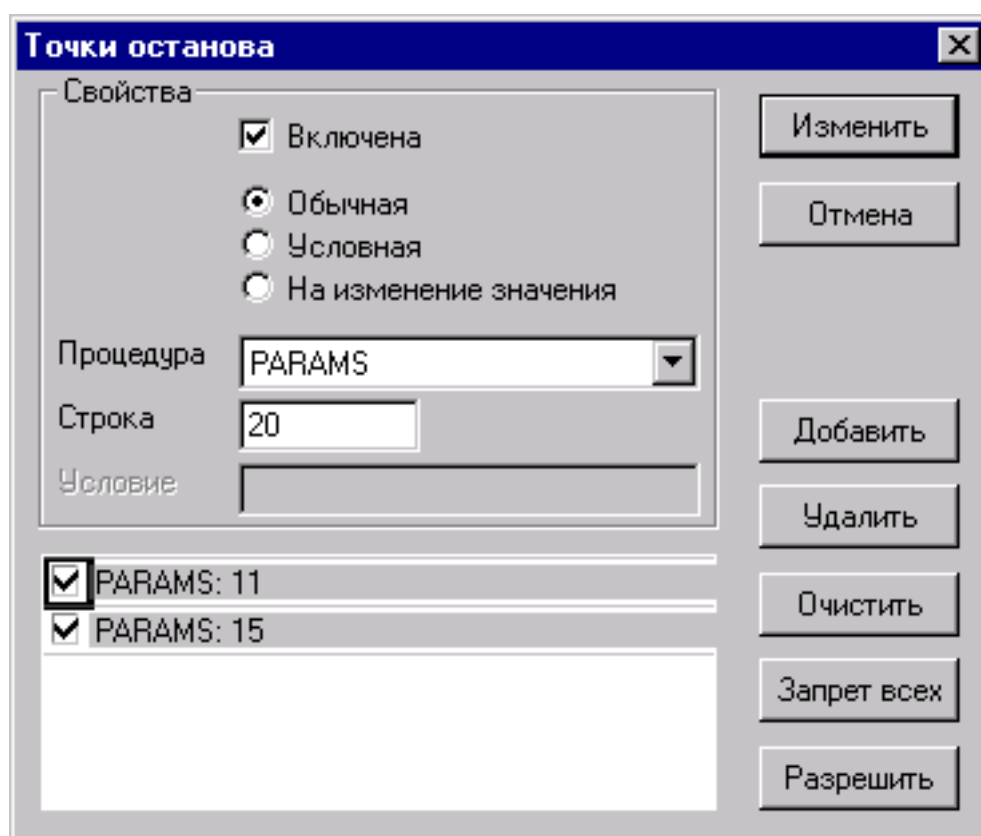 Точки останова
Свойства
Включена
Обычная
Условная
На изменение значения
Процедура PARAMS
Строка 20
Условие
PARAMS: 11
PARAMS: 15
Изменить
Отмена
Добавить
Удалить
Очистить
Запрет всех
Разрешить